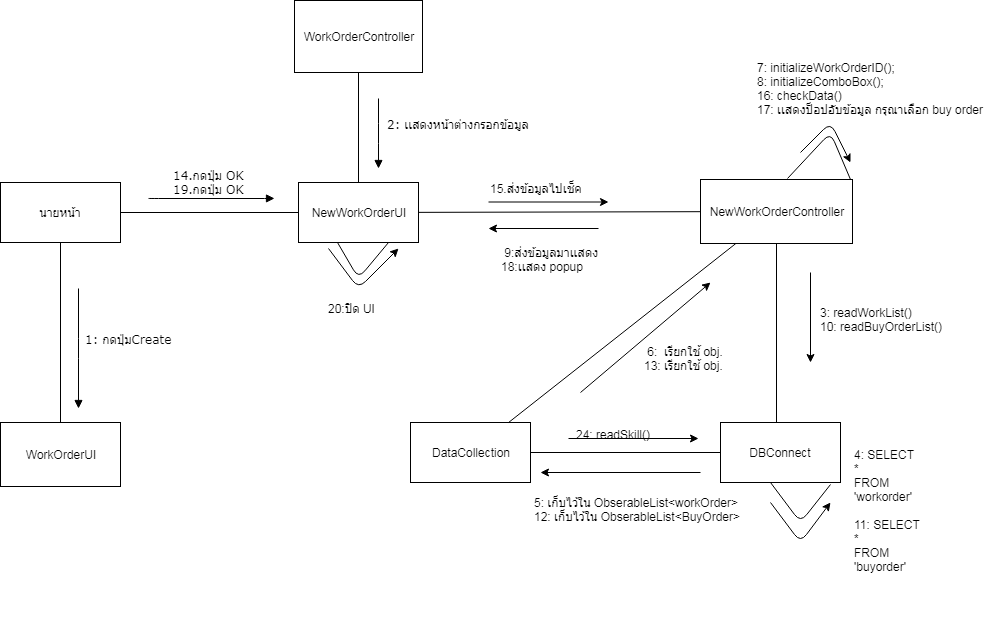 WorkOrderController
7: initializeWorkOrderID();
8: initializeComboBox();
16: checkData()
17: แสดงป็อปอับข้อมูล กรุณาเลือก buy order
2: แสดงหน้าต่างกรอกข้อมูล
14.กดปุ่ม OK
19.กดปุ่ม OK
15.ส่งข้อมูลไปเช็ค
นายหน้า
NewWorkOrderUI
NewWorkOrderController
9:ส่งข้อมูลมาแสดง
18:แสดง popup
20:ปิด UI
3: readWorkList()
10: readBuyOrderList()
1: กดปุ่มCreate
6: เรียกใช้ obj.
13: เรียกใช้ obj.
24: readSkill()
WorkOrderUI
DataCollection
DBConnect
4: SELECT
*
FROM
'workorder'
5: เก็บไว้ใน ObserableList<workOrder>
12: เก็บไว้ใน ObserableList<BuyOrder>
11: SELECT
*
FROM
'buyorder'